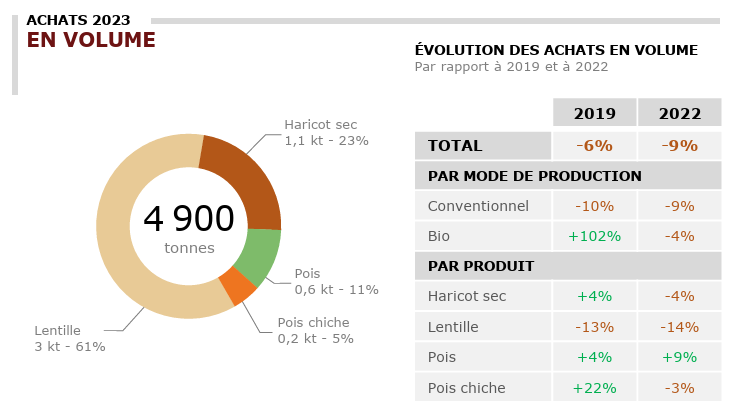 ACHATS 2023
EN VOLUME
Haricot sec
1,1 kt - 23%
4 900
tonnes
Pois
0,6 kt - 11%
Pois chiche
0,2 kt - 5%
Lentille
3 kt - 61%
ÉVOLUTION DES ACHATS EN VOLUME
Par rapport à 2019 et à 2022
2019 2022
TOTAL -6% -9%
PAR MODE DE PRODUCTION
Conventionnel -10% -9%
Bio +102% -4%
PAR PRODUIT
Haricot sec +4% -4%
Lentille -13% -14%
Pois +4% +9%
Pois chiche +22% -3%